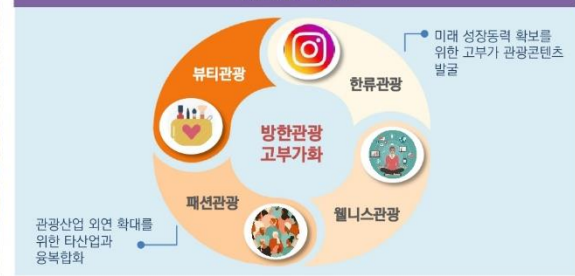 미래 성장동력 확보를
위한 고부가 관광콘텐츠
발굴
뷰티관광
한류관광
방한관광
고부가화
패션관광
웰니스관광
관광산업 외연 확대를
위한 타산업과
융복합화